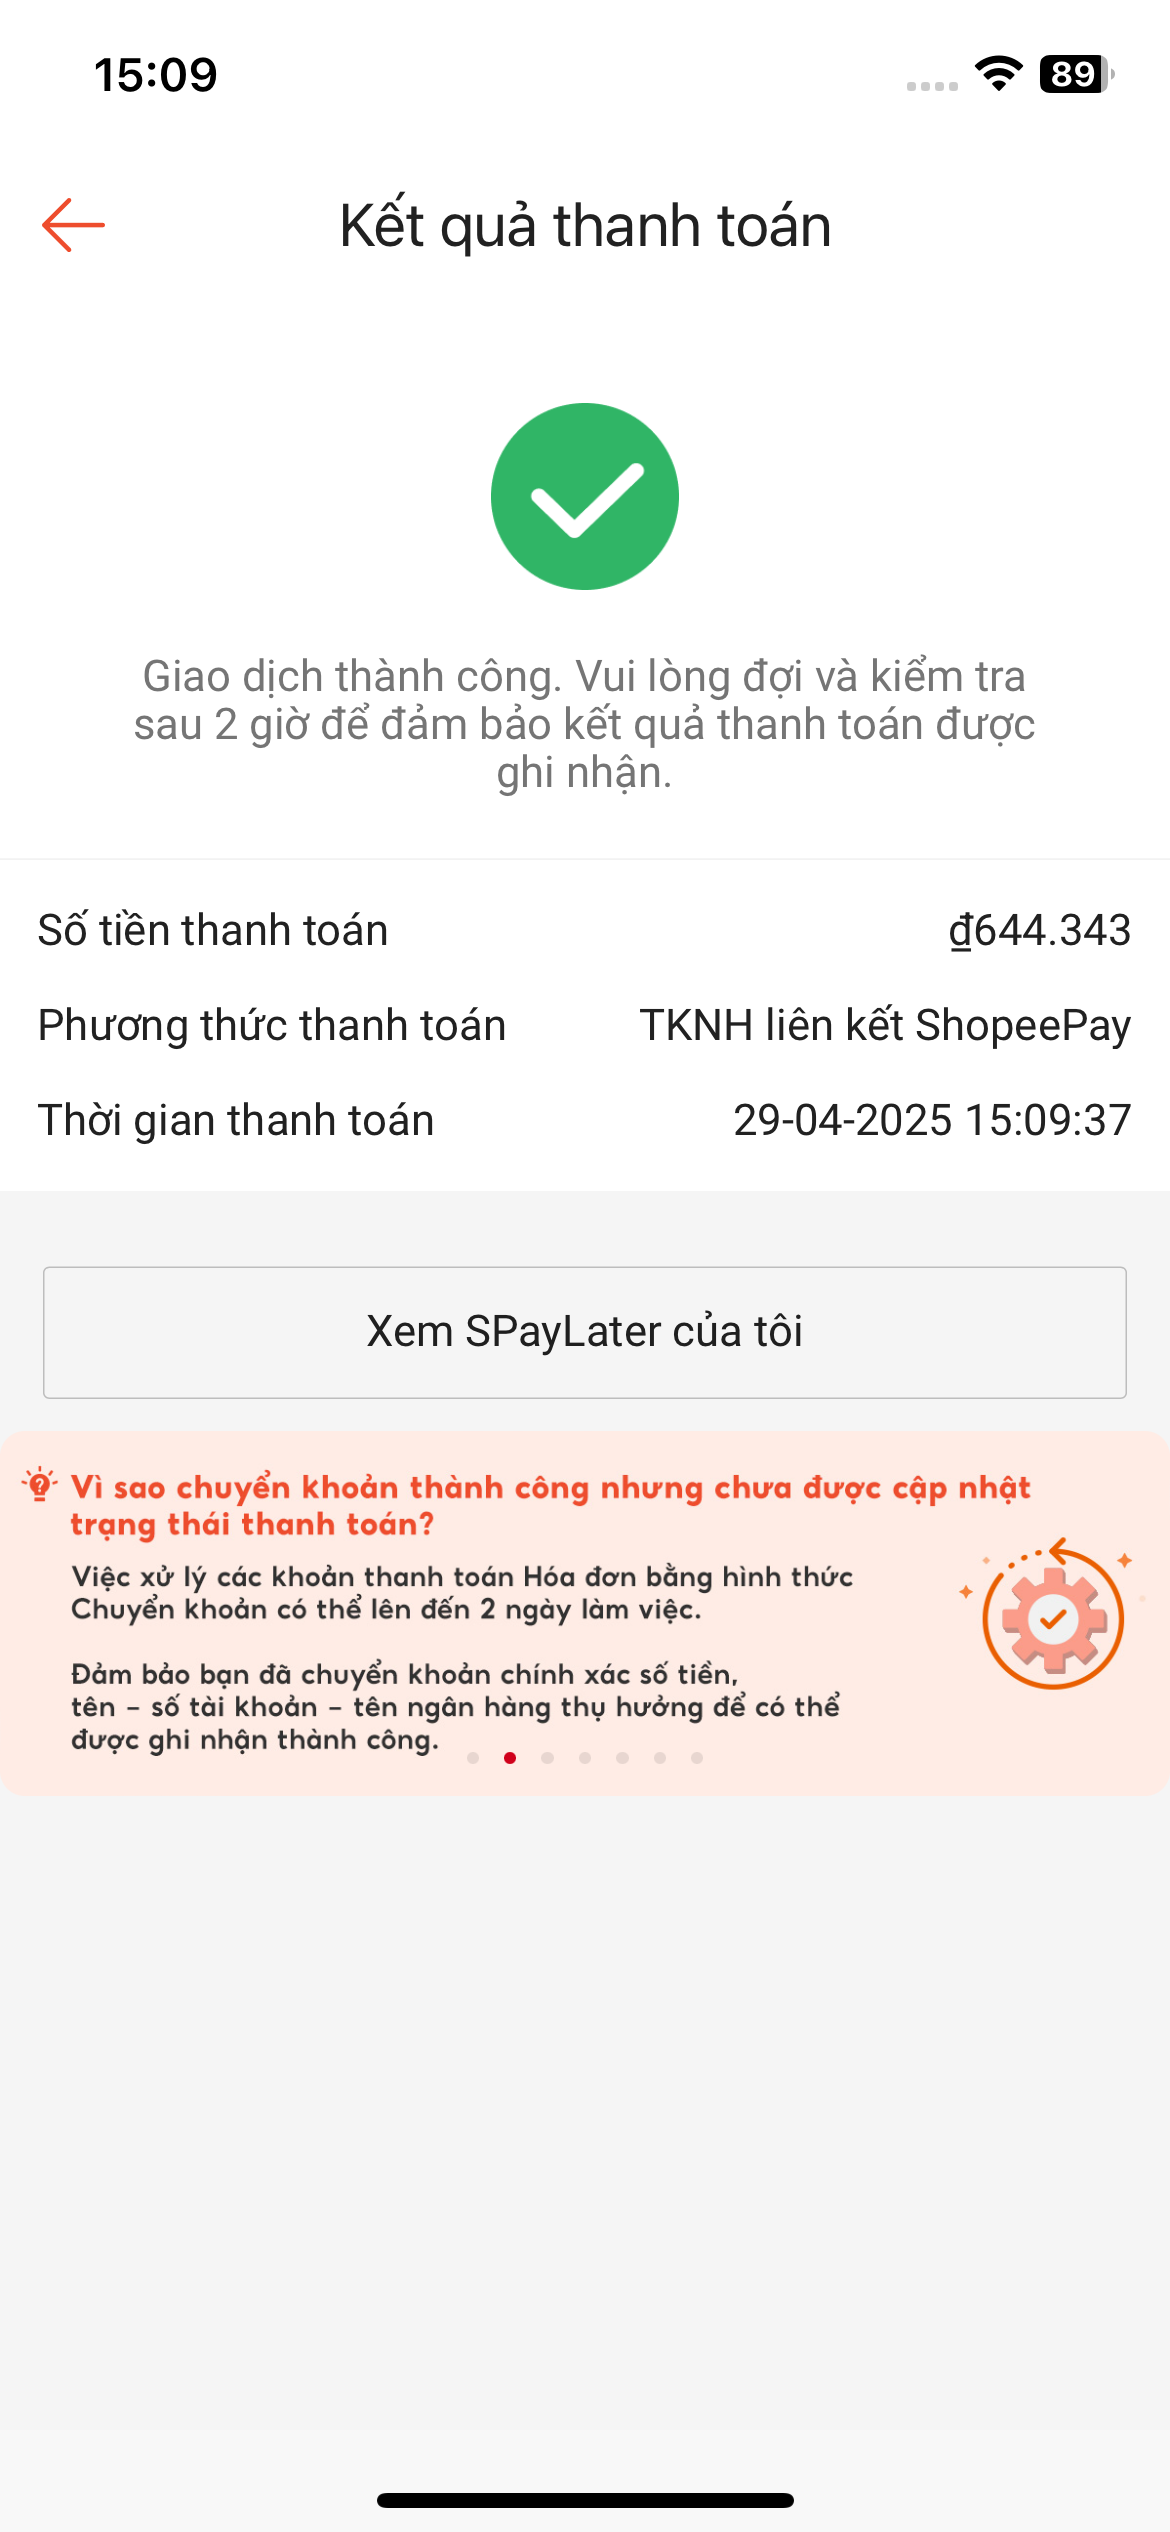 15:09
89
Kết quả thanh toán
Giao dịch thành công. Vui lòng đợi và kiểm tra
sau 2 giờ để đảm bảo kết quả thanh toán được
ghi nhận.
Số tiền thanh toán ₫644.343
Phương thức thanh toán TKNH liên kết ShopeePay
Thời gian thanh toán 29-04-2025 15:09:37
Xem SPayLater của tôi
Vì sao chuyển khoản thành công nhưng chưa được cập nhật
trạng thái thanh toán?
Việc xử lý các khoản thanh toán Hóa đơn bằng hình thức
Chuyển khoản có thể lên đến 2 ngày làm việc.
Đảm bảo bạn đã chuyển khoản chính xác số tiền,
tên – số tài khoản – tên ngân hàng thụ hưởng để có thể
được ghi nhận thành công.